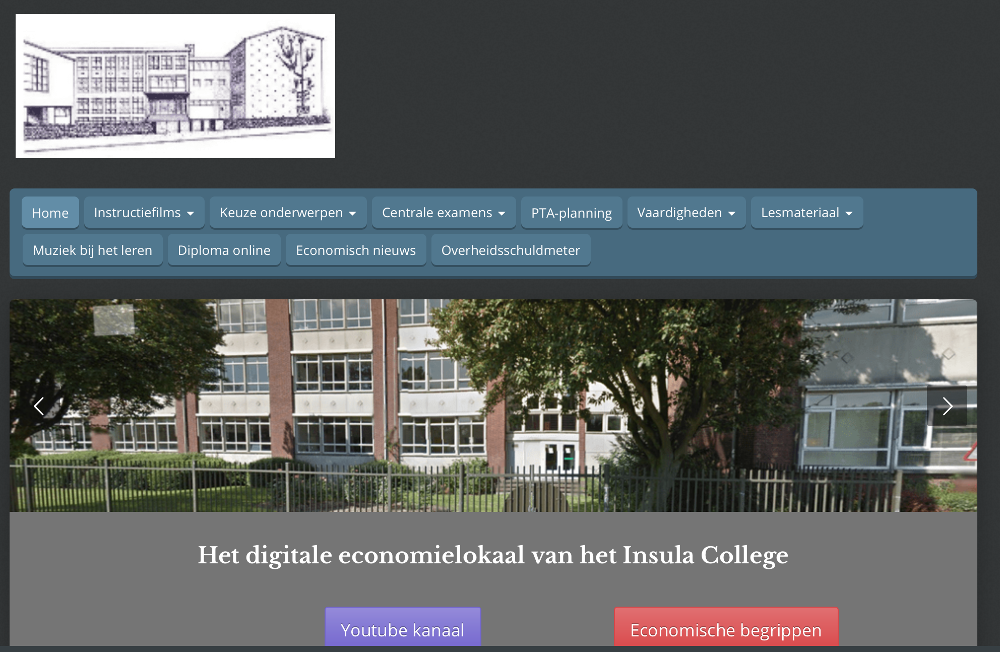 Home Instructiefilms Keuze onderwerpen Centrale examens PTA-planning Vaardigheden Lesmateriaal
Muziek bij het leren Diploma online Economisch nieuws Overheidsschuldmeter
Het digitale economielokaal van het Insula College
Youtube kanaal Economische begrippen